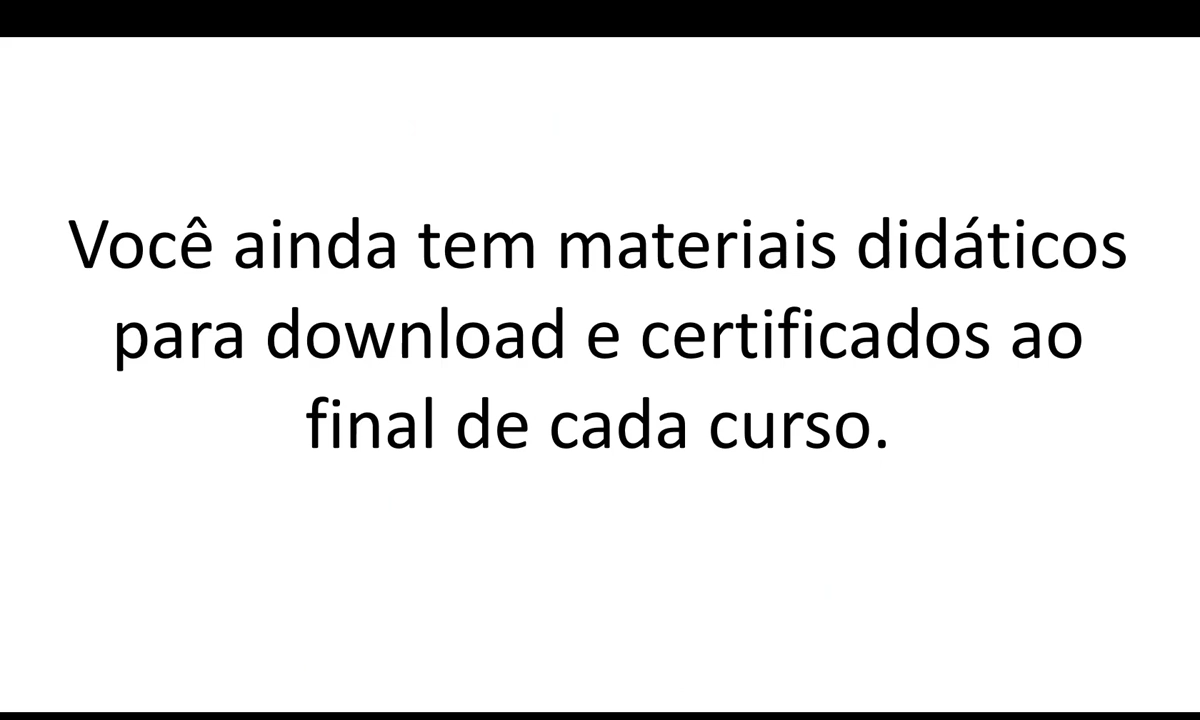 Você ainda tem materiais didáticos
para download e certificados ao
final de cada curso.